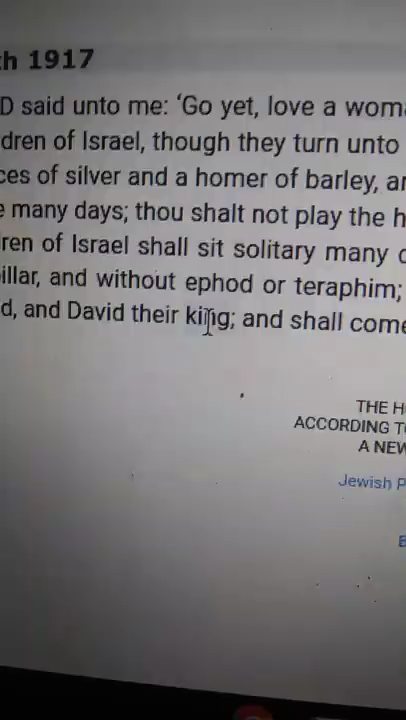 h 1917
D said unto me: ‘Go yet, love a
dren of Israel, though they turn unto
ces of silver and a homer of barley,
many days; thou shalt not play the
ren of Israel shall sit solitary many
illar, and without ephod or teraphim;
d, and David their king; and shall come
THE
ACCORDING
A NEW
Jewish P